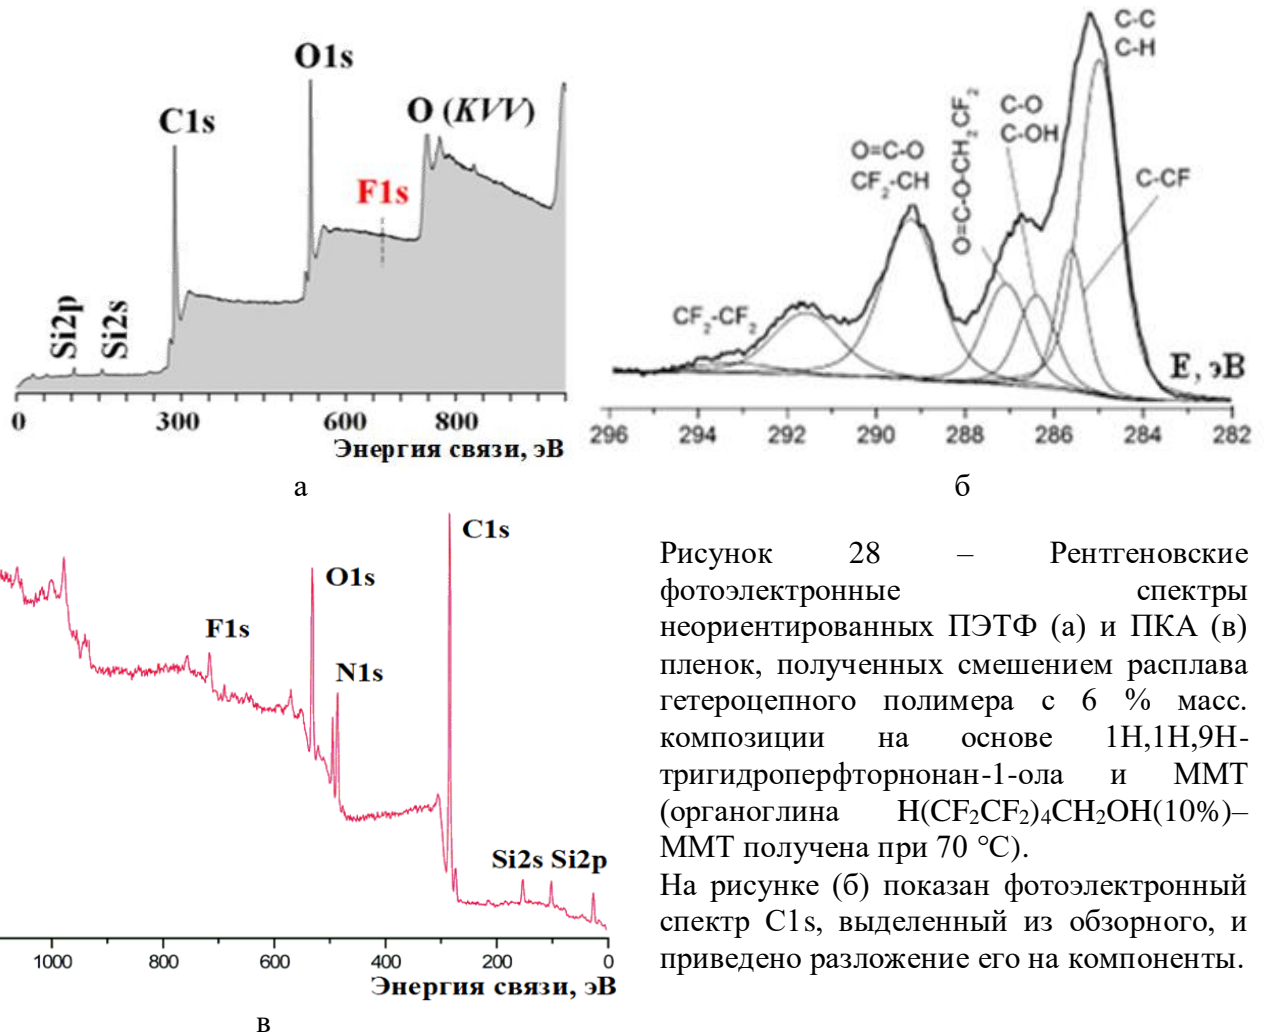 O1s
C1s
O (KVV)
F1s
Si2p
Si2s
0
300
600
800
Энергия связи, эВ
а
C-C
C-H
C-O
C-OH
O=C-O-CH2CF2
O=C-O
CF2-CH
C-CF
CF2-CF2
E, эВ
296 294 292 290 288 286 284 282
б
C1s
O1s
F1s
N1s
Si2s Si2p
1000 800 600 400 200 0
Энергия связи, эВ
в
Рисунок 28 – Рентгеновские
фотоэлектронные спектры
неориентированных ПЭТФ (а) и ПКА (в)
пленок, полученных смешением расплава
гетероцепного полимера с 6 % масс.
композиции на основе 1Н,1Н,9Н-
тригидроперфторнонан-1-ола и ММТ
(органоглина H(CF2CF2)4CH2OH(10%)–
ММТ получена при 70 °С).
На рисунке (б) показан фотоэлектронный
спектр C1s, выделенный из обзорного, и
приведено разложение его на компоненты.